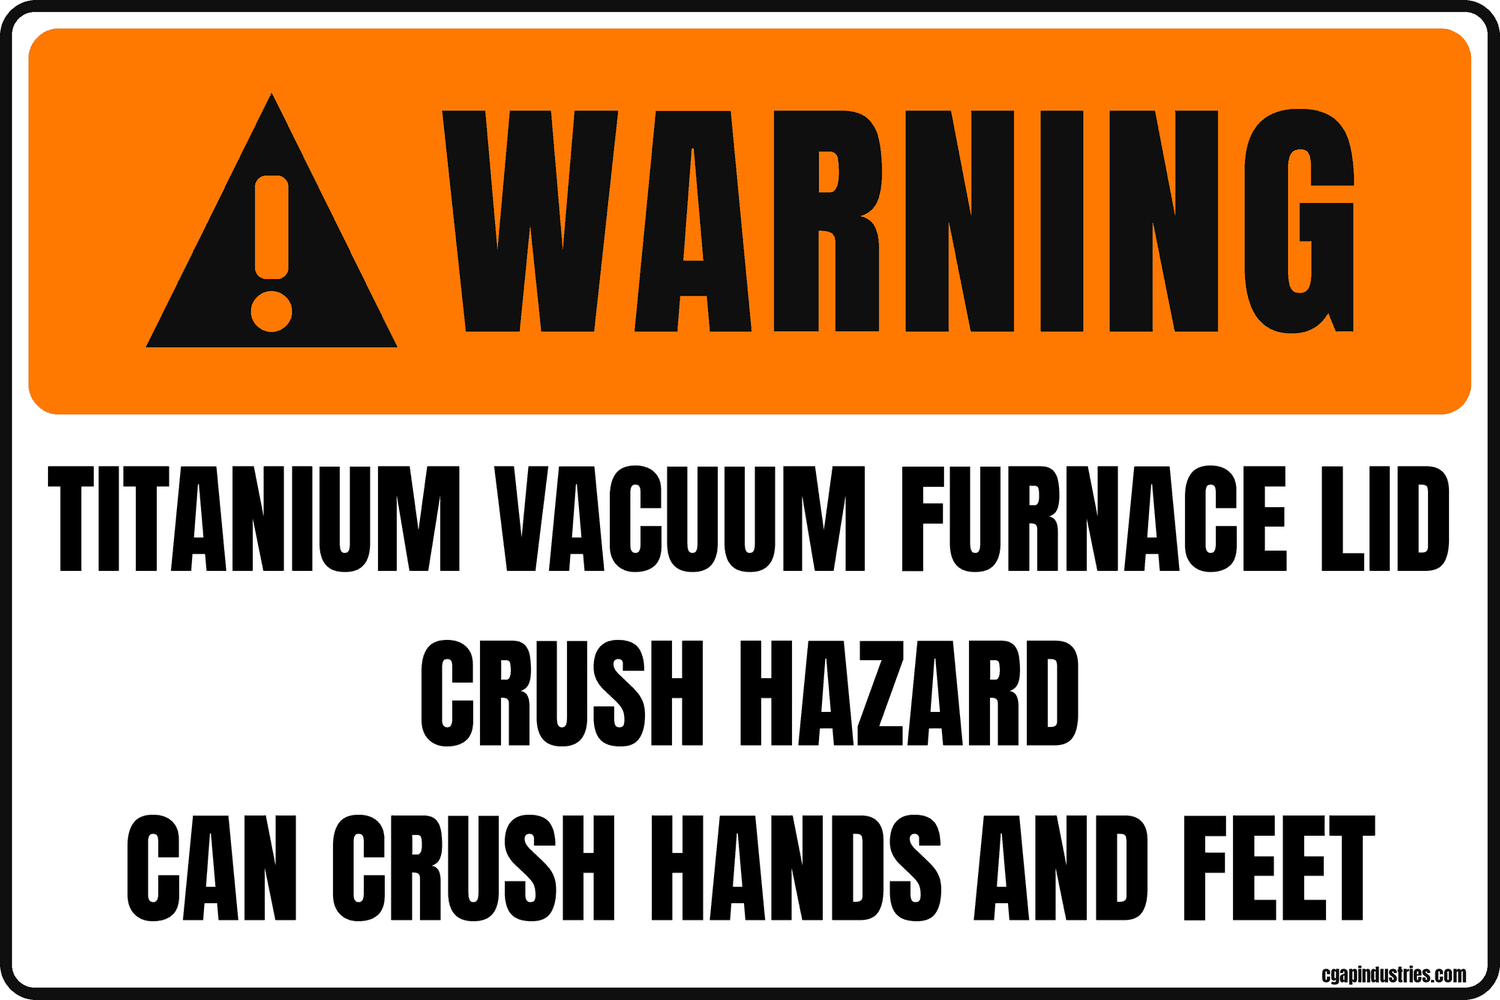 WARNING
TITANIUM VACUUM FURNACE LID
CRUSH HAZARD
CAN CRUSH HANDS AND FEET
cgapindustries.com